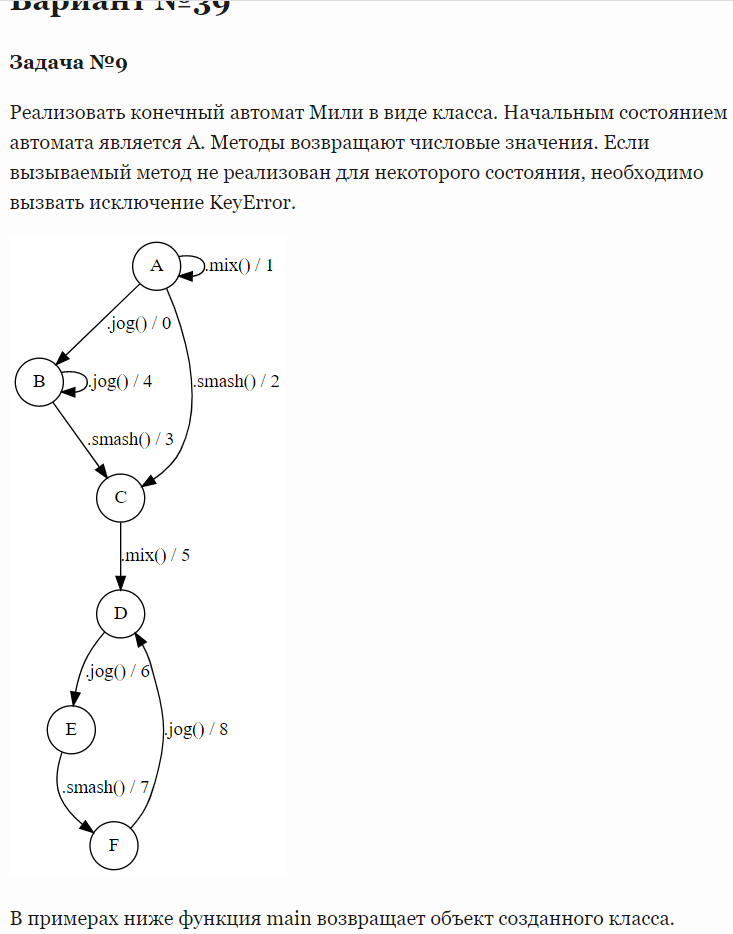 Вариант №39
Задача №9
Реализовать конечный автомат Мили в виде класса. Начальным состоянием
автомата является A. Методы возвращают числовые значения. Если
вызываемый метод не реализован для некоторого состояния, необходимо
вызвать исключение KeyError.
A
.mix() / 1
.jog() / 0
B
.jog() / 4
.smash() / 2
.smash() / 3
C
.mix() / 5
D
.jog() / 6
E
.jog() / 8
.smash() / 7
F
В примерах ниже функция main возвращает объект созданного класса.